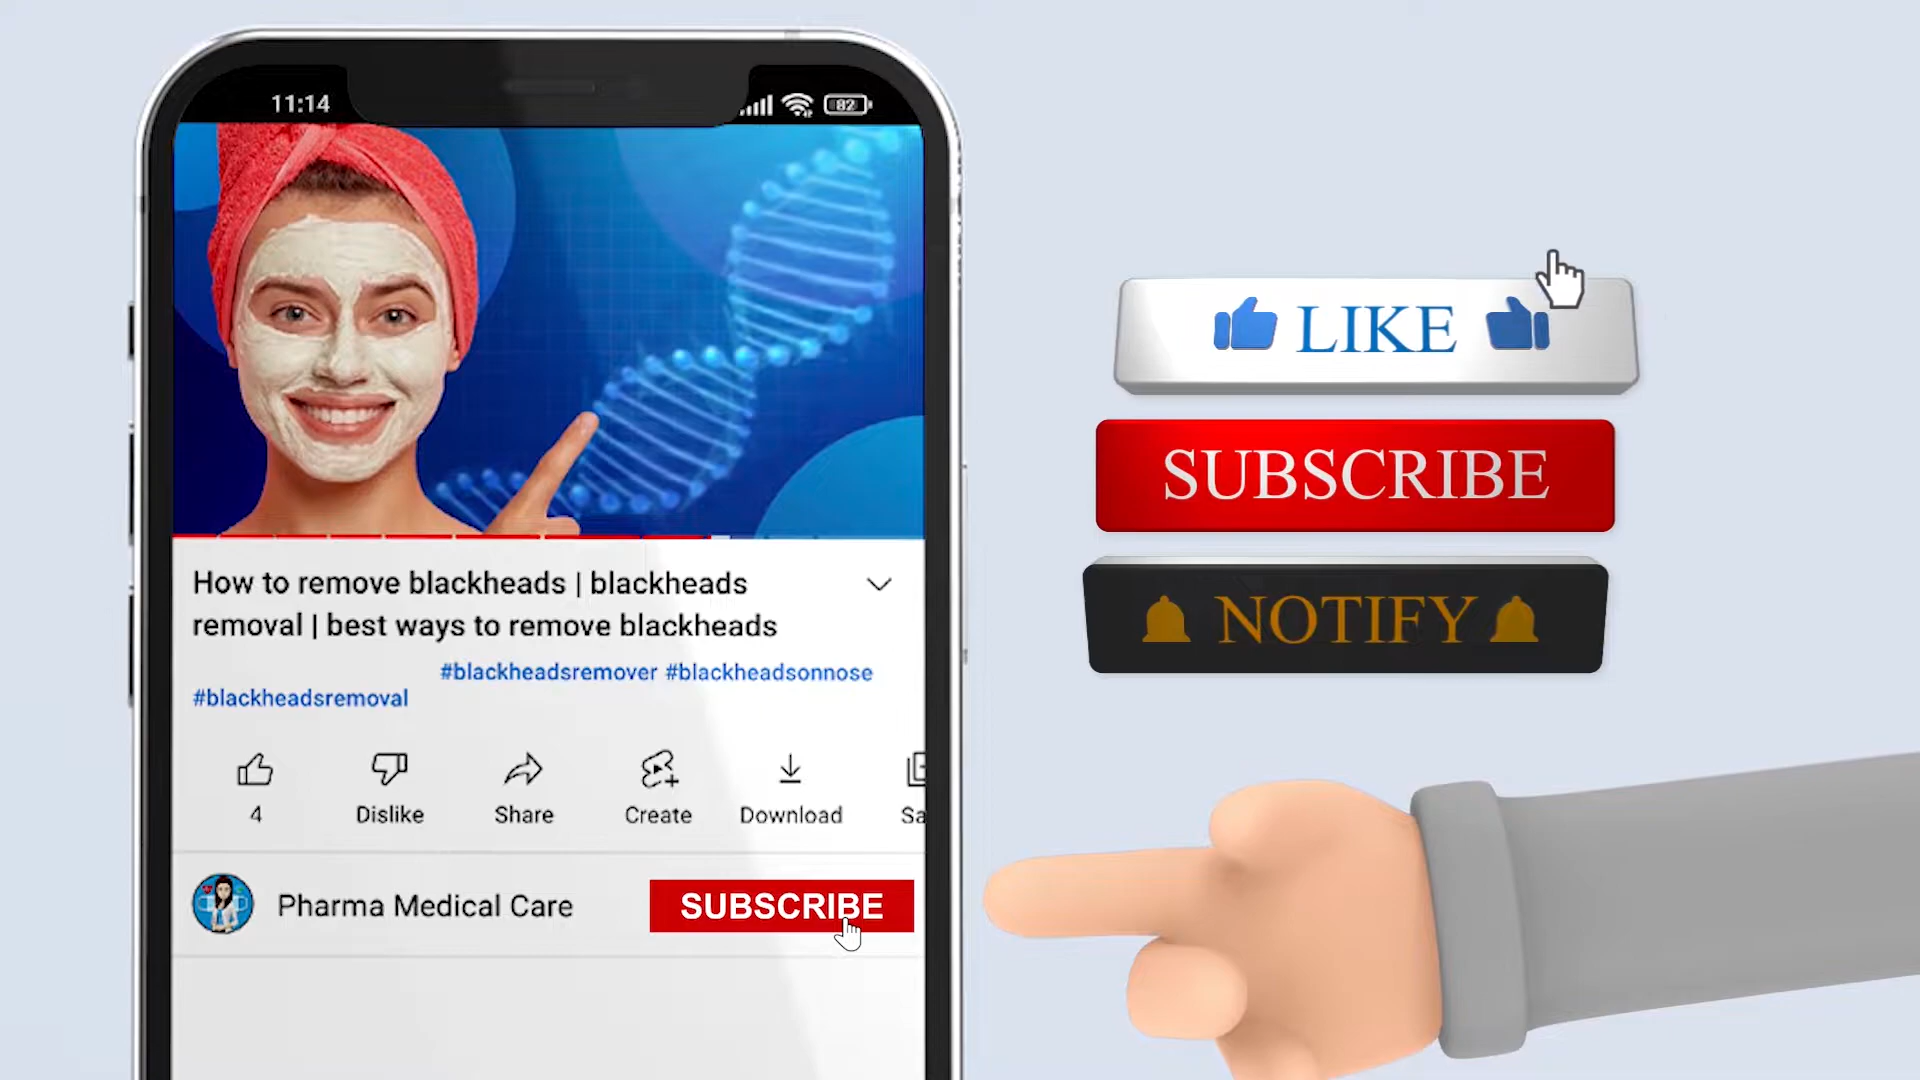 11:14
82
How to remove blackheads | blackheads
removal | best ways to remove blackheads
#blackheadsremover #blackheadsonnose
#blackheadsremoval
4
Dislike
Share
Create
Download
Sa
Pharma Medical Care
SUBSCRIBE
LIKE
SUBSCRIBE
NOTIFY